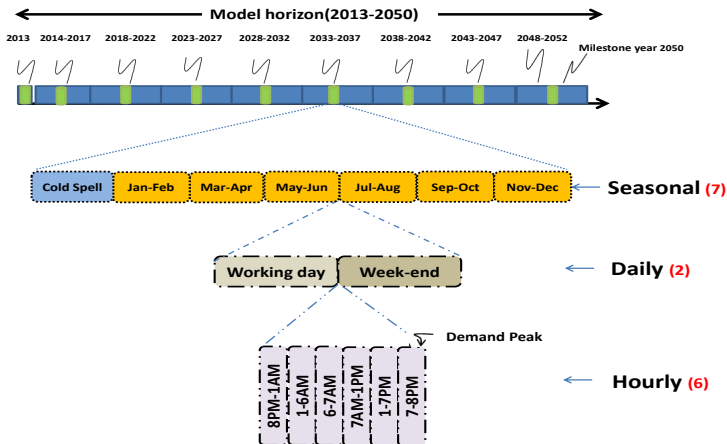 Model horizon(2013-2050)
2013 2014-2017 2018-2022 2023-2027 2028-2032 2033-2037 2038-2042 2043-2047 2048-2052
Milestone year 2050
Cold Spell Jan-Feb Mar-Apr May-Jun Jul-Aug Sep-Oct Nov-Dec Seasonal (7)
Working day Week-end Daily (2)
Demand Peak
8PM-1AM 1-6AM 6-7AM 7AM-1PM 1-7PM 7-8PM Hourly (6)